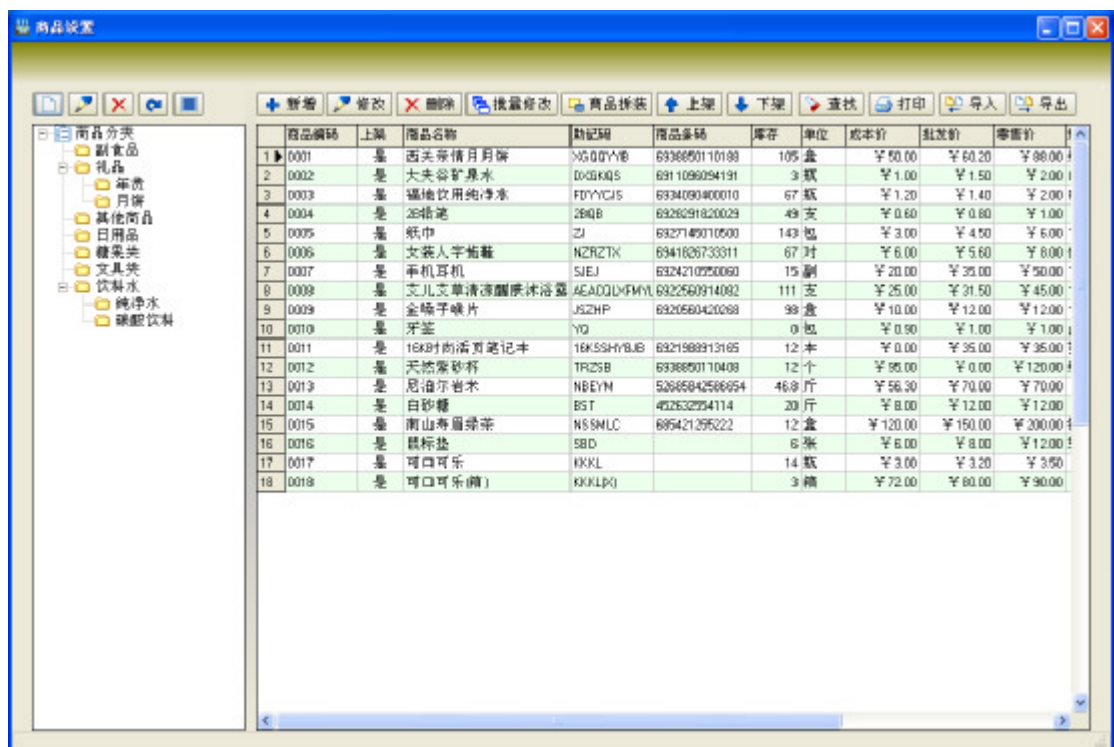 商品设置
新增 修改 删除 批量修改 商品拆装 上架 下架 查找 打印 导入 导出
商品分类
副食品
礼品
年货
月饼
其他商品
日用品
糖果类
文具类
饮料水
纯净水
碳酸饮料
商品编码 上架 商品名称 助记码 商品条码 库存 单位 成本价 批发价 零售价
1 0001 是 西关亲情月月饼 6938850110188 105 盒 ￥50.00 ￥60.20 ￥88.00
2 0002 是 大夹谷矿泉水 DXGKQS 6911096094191 3 瓶 ￥1.00 ￥1.50 ￥2.00
3 0003 是 福地饮用纯净水 FDYYCJS 6934090400010 67 瓶 ￥1.20 ￥1.40 ￥2.00
4 0004 是 2B铅笔 2BQB 6928291820029 49 支 ￥0.60 ￥0.80 ￥1.00
5 0005 是 纸巾 ZJ 6927145010500 143 包 ￥3.00 ￥4.50 ￥6.00
6 0006 是 女装人字拖鞋 NZRZTX 6941826733311 67 对 ￥6.00 ￥5.60 ￥8.00
7 0007 是 手机耳机 SJEJ 6924210550060 15 副 ￥20.00 ￥35.00 ￥50.00
8 0008 是 艾儿艾草清凉醒肤沐浴露 6922560914082 111 支 ￥25.00 ￥31.50 ￥45.00
9 0009 是 金嗓子喉片 JSZHP 6920560420268 98 盒 ￥10.00 ￥12.00 ￥12.00
10 0010 是 牙签 YQ 0 包 ￥0.90 ￥1.00 ￥1.00
11 0011 是 16K时尚活页笔记本 16KSSHYBJB 6921988913165 12 本 ￥0.00 ￥35.00 ￥35.00
12 0012 是 天然紫砂杯 TRZSB 6938850110408 12 个 ￥95.00 ￥0.00 ￥120.00
13 0013 是 尼泊尔岩米 NBEYM 52685842586654 46.8 斤 ￥56.30 ￥70.00 ￥70.00
14 0014 是 白砂糖 BST 452632554114 20 斤 ￥8.00 ￥12.00 ￥12.00
15 0015 是 南山寿眉绿茶 NSSMLC 685421295222 12 盒 ￥120.00 ￥150.00 ￥200.00
16 0016 是 鼠标垫 SBD 6 张 ￥6.00 ￥8.00 ￥12.00
17 0017 是 可口可乐 KKKL 14 瓶 ￥3.00 ￥3.20 ￥3.50
18 0018 是 可口可乐(箱) KKKL(X) 3 箱 ￥72.00 ￥80.00 ￥90.00